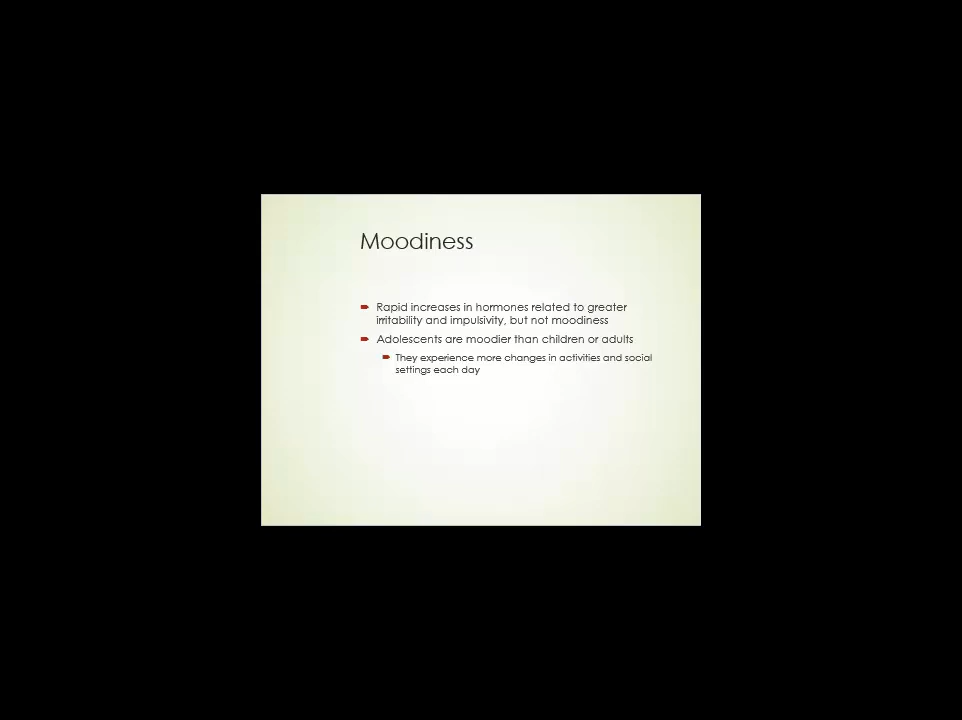 Moodiness
Rapid increases in hormones related to greater
irritability and impulsivity, but not moodiness
Adolescents are moodier than children or adults
They experience more changes in activities and social
settings each day